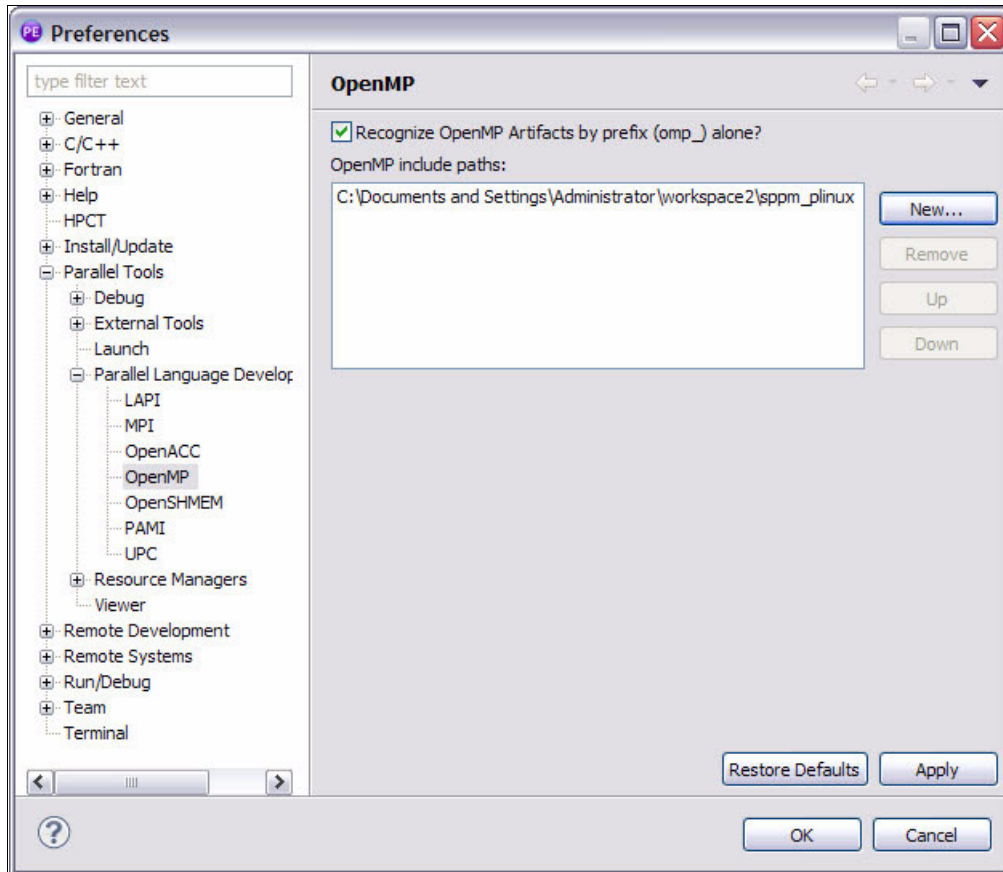 PE Preferences
type filter text
General
C/C++
Fortran
Help
HPCT
Install/Update
Parallel Tools
Debug
External Tools
Launch
Parallel Language Develop
LAPI
MPI
OpenACC
OpenMP
OpenSHMEM
PAMI
UPC
Resource Managers
Viewer
Remote Development
Remote Systems
Run/Debug
Team
Terminal
OpenMP
Recognize OpenMP Artifacts by prefix (omp_) alone?
OpenMP include paths:
C:\Documents and Settings\Administrator\workspace2\sppm_plinux
New...
Remove
Up
Down
Restore Defaults
Apply
OK
Cancel